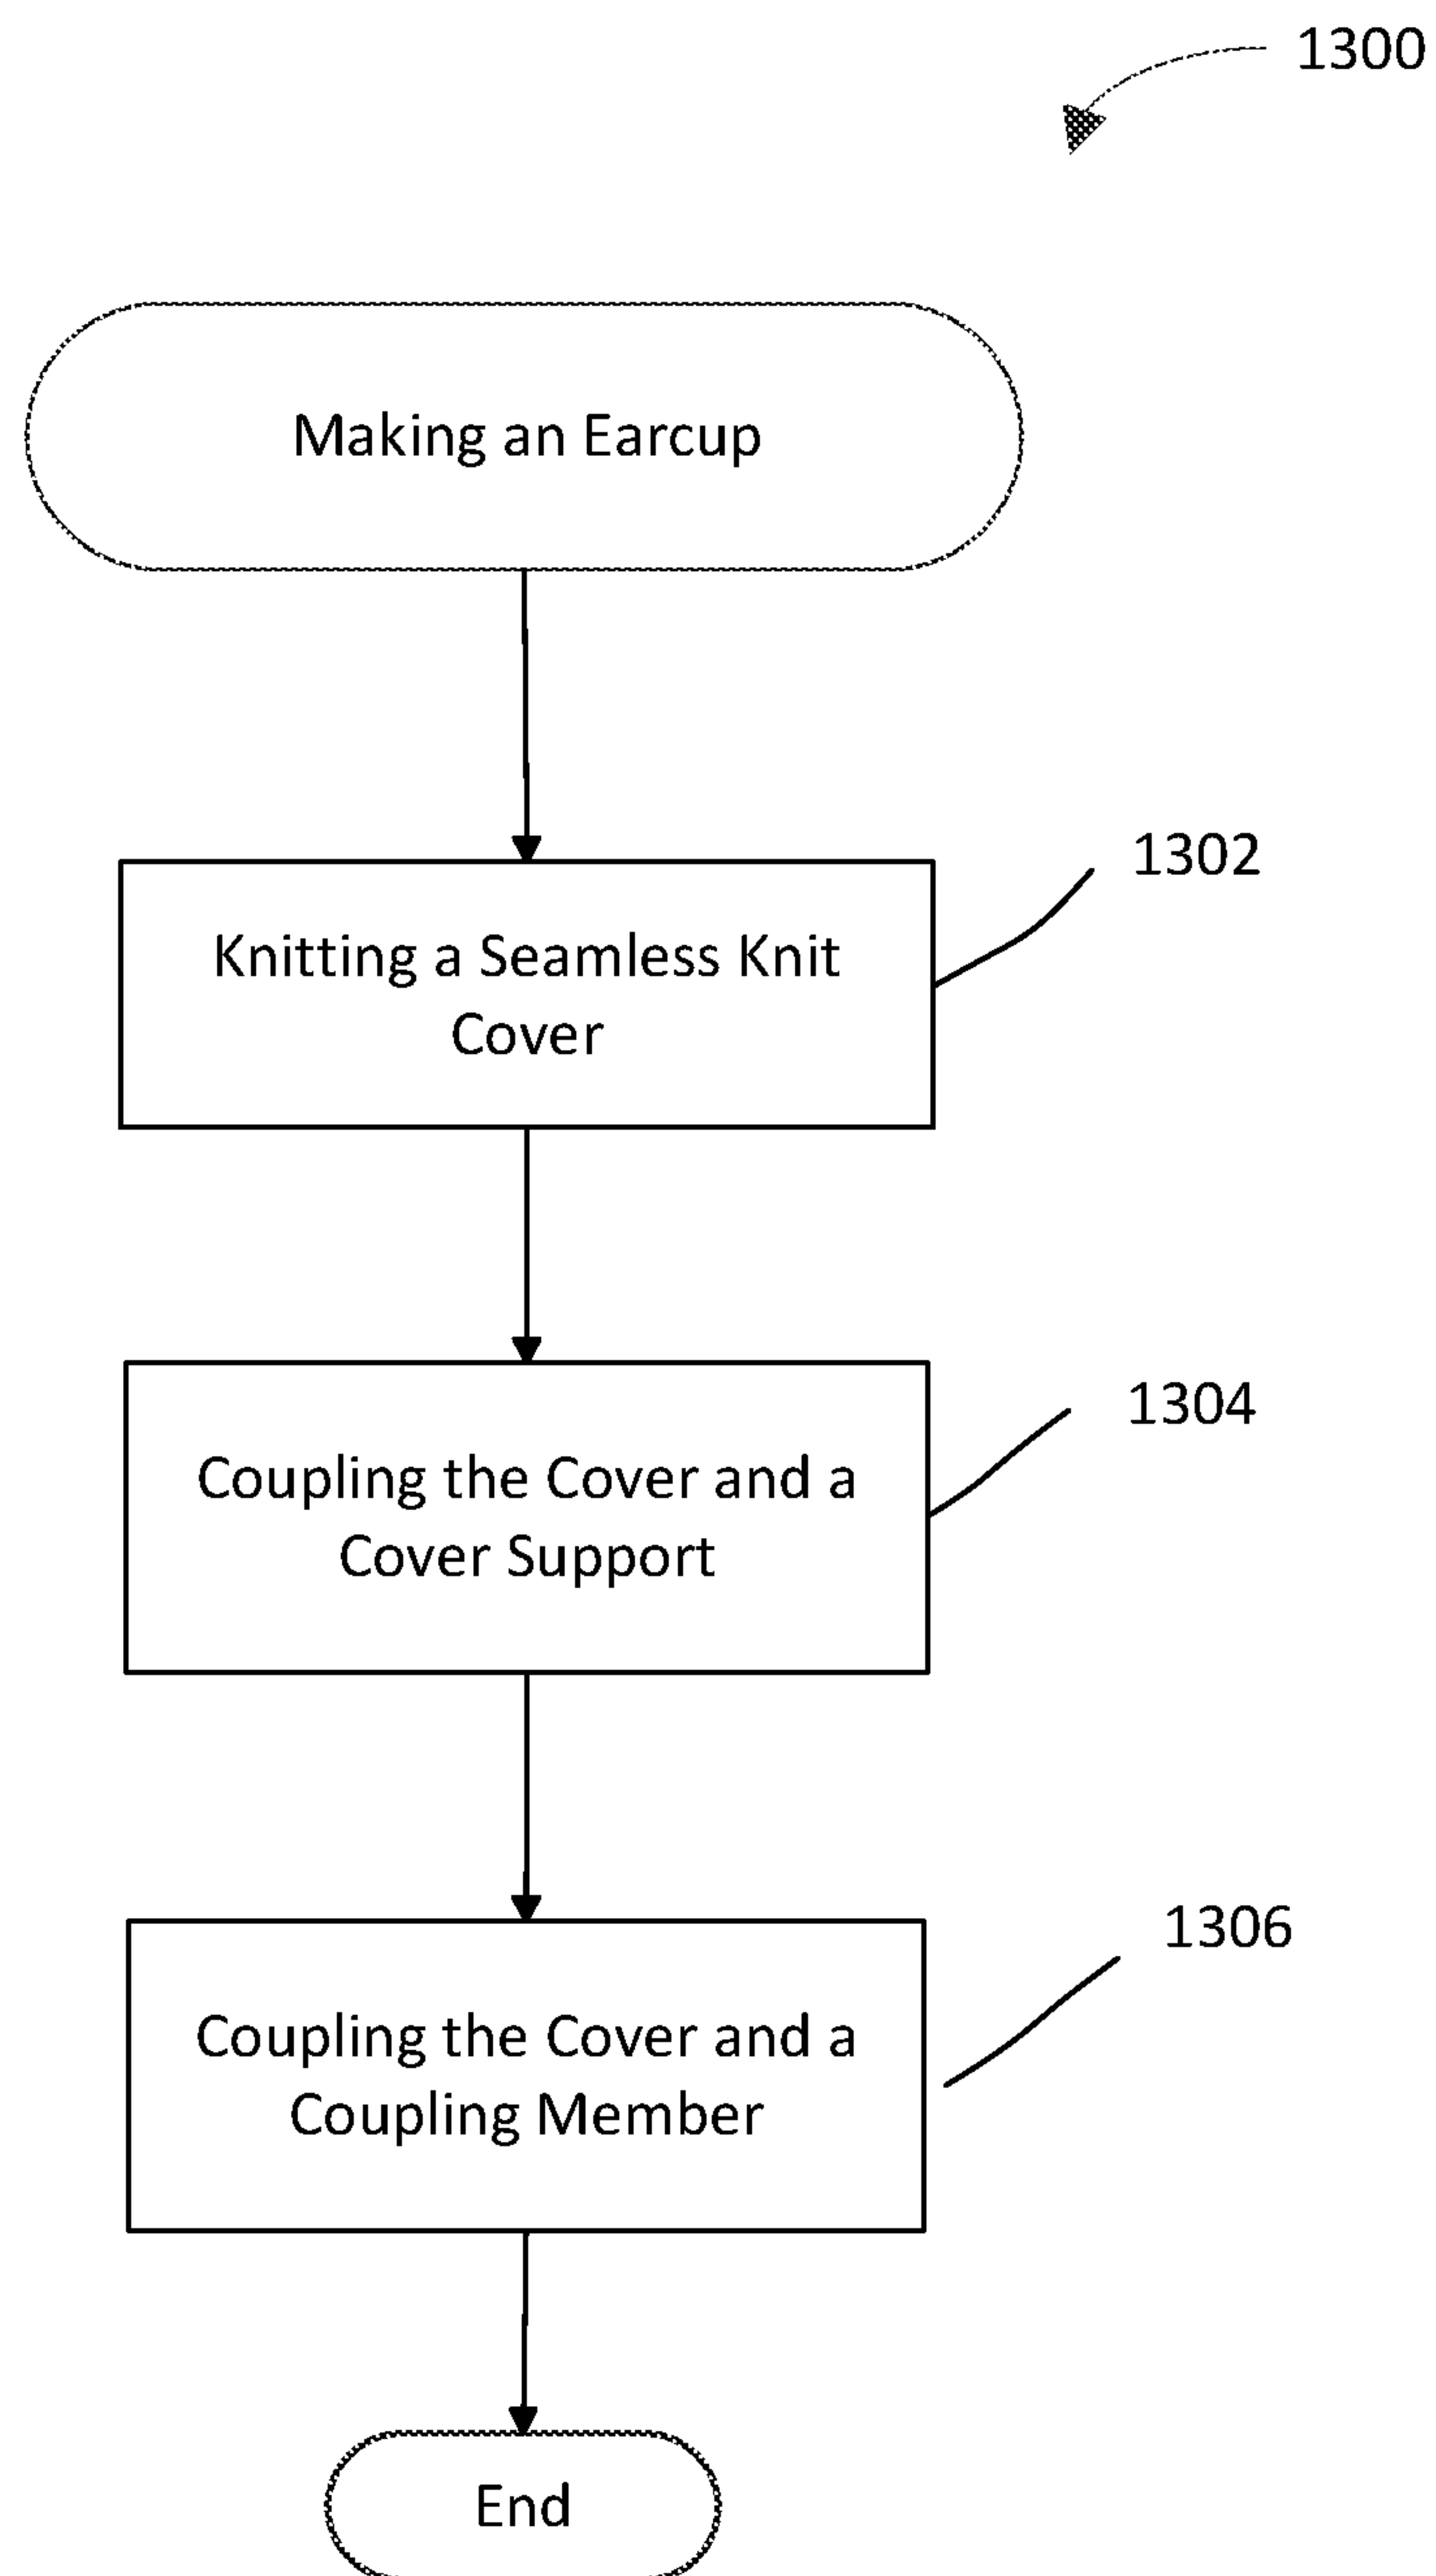 1300
Making an Earcup
1302
Knitting a Seamless Knit
Cover
1304
Coupling the Cover and a
Cover Support
1306
Coupling the Cover and a
Coupling Member
End